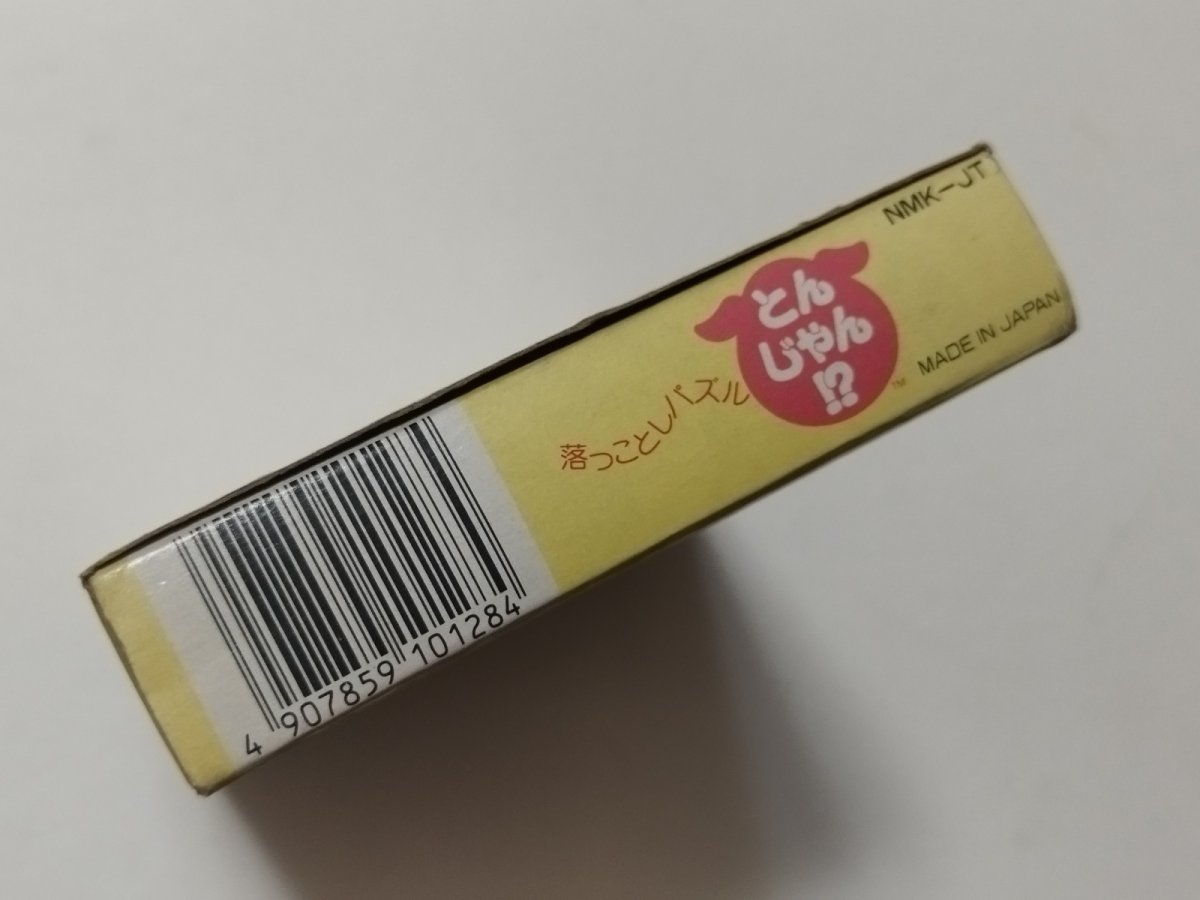 NMK-JT
落っことしパズル
とん
じゃん
!?
™
MADE IN JAPAN
4 907859 101284